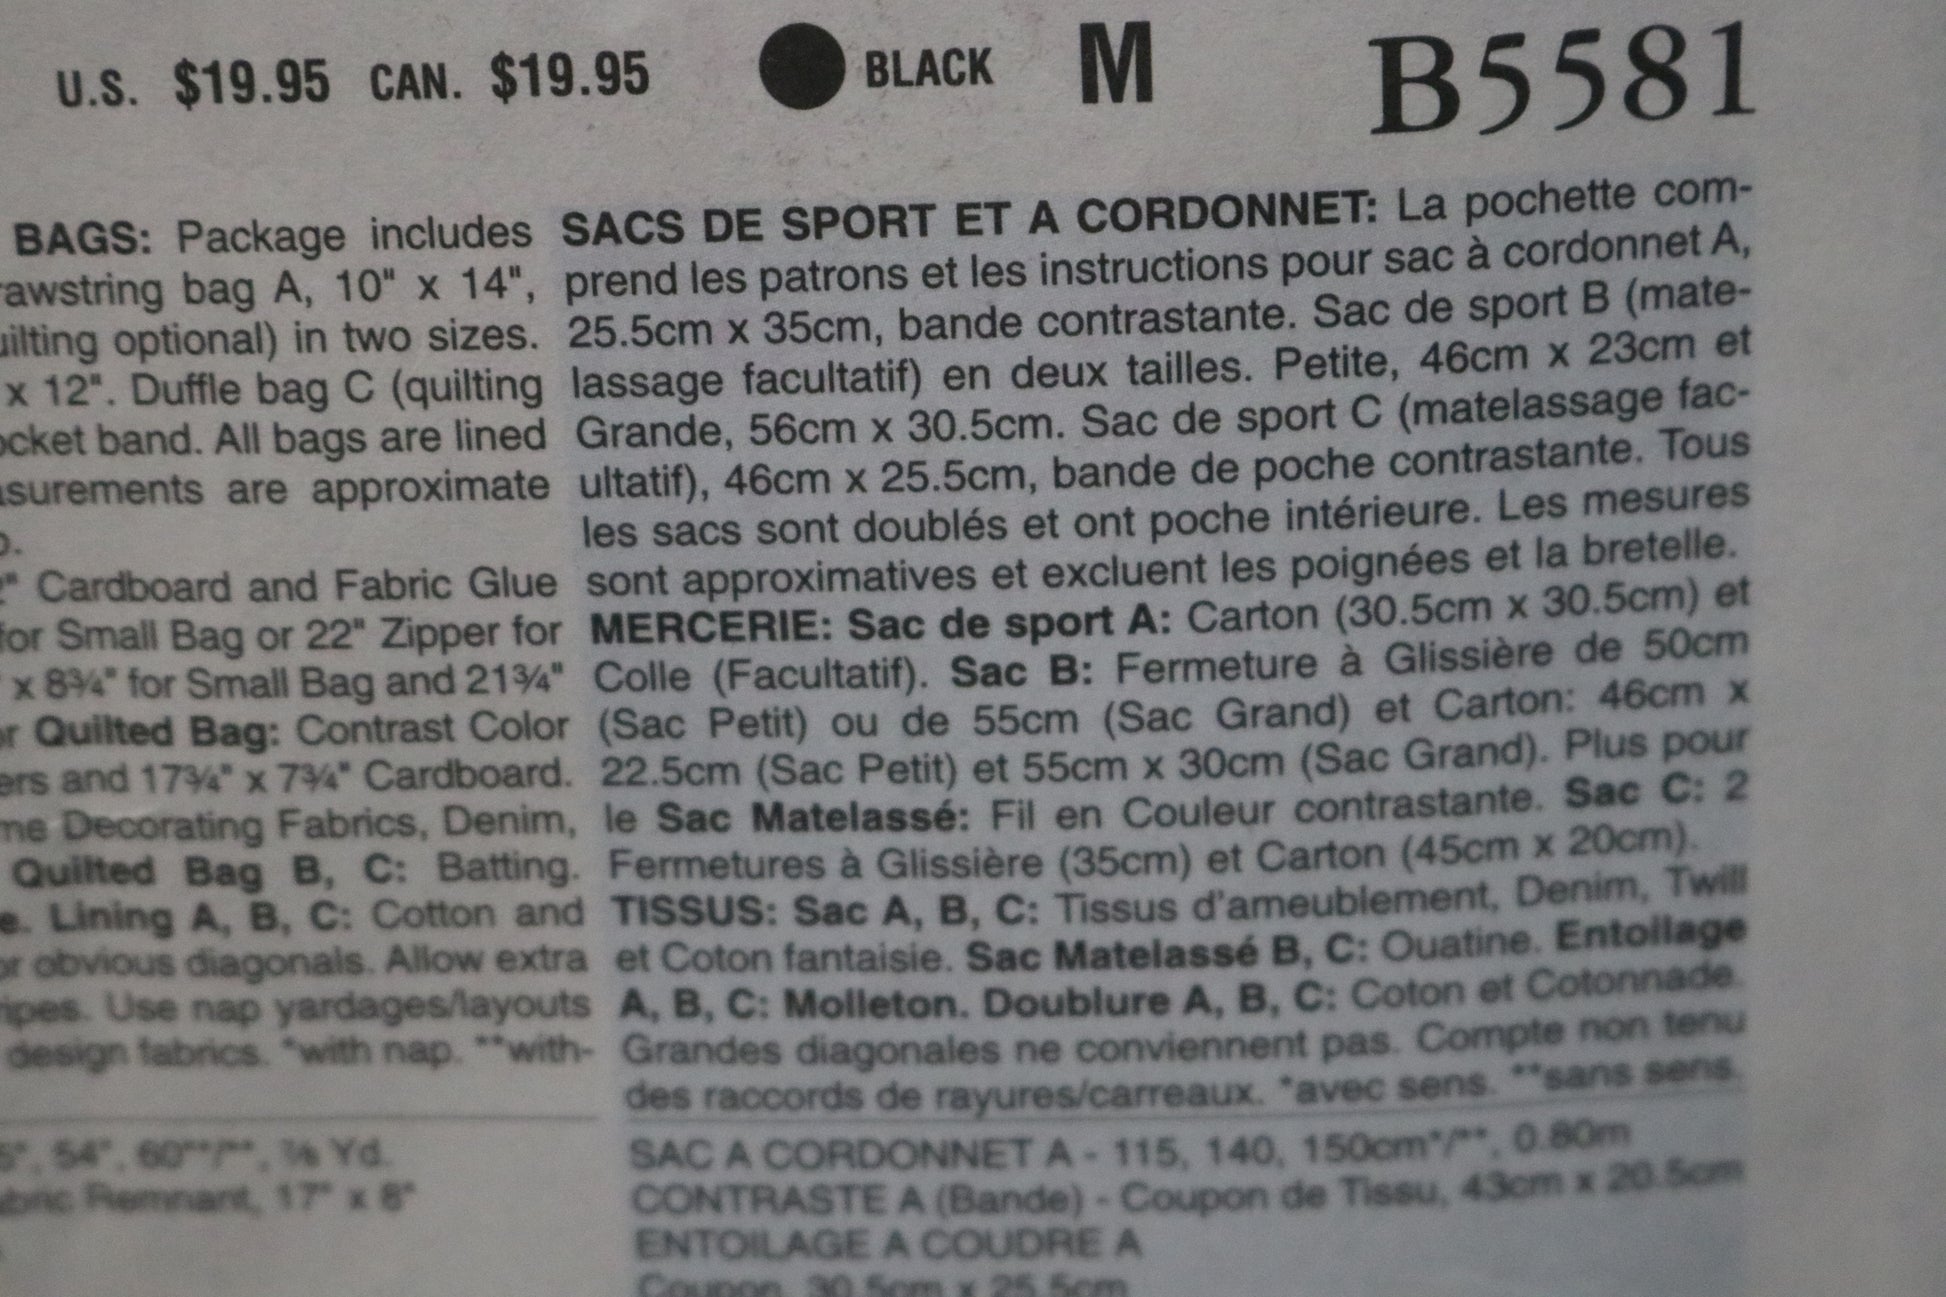 U.S. $19.95 CAN. $19.95 BLACK M B5581
BAGS: Package includes
awstring bag A, 10" x 14",
ilting optional) in two sizes.
x 12". Duffle bag C (quilting
cket band. All bags are lined
surements are approximate
Cardboard and Fabric Glue
for Small Bag or 22" Zipper for
x 8¾" for Small Bag and 21¾"
r Quilted Bag: Contrast Color
ers and 17¾" x 7¾" Cardboard.
me Decorating Fabrics, Denim,
Quilted Bag B, C: Batting.
e. Lining A, B, C: Cotton and
or obvious diagonals. Allow extra
ipes. Use nap yardages/layouts
design fabrics. *with nap. **with-
54", 60"*/**, ⅞ Yd.
bric Remnant, 17" x 8"
SACS DE SPORT ET A CORDONNET: La pochette com-
prend les patrons et les instructions pour sac à cordonnet A,
25.5cm x 35cm, bande contrastante. Sac de sport B (mate-
lassage facultatif) en deux tailles. Petite, 46cm x 23cm et
Grande, 56cm x 30.5cm. Sac de sport C (matelassage fac-
ultatif), 46cm x 25.5cm, bande de poche contrastante. Tous
les sacs sont doublés et ont poche intérieure. Les mesures
sont approximatives et excluent les poignées et la bretelle.
MERCERIE: Sac de sport A: Carton (30.5cm x 30.5cm) et
Colle (Facultatif). Sac B: Fermeture à Glissière de 50cm
(Sac Petit) ou de 55cm (Sac Grand) et Carton: 46cm x
22.5cm (Sac Petit) et 55cm x 30cm (Sac Grand). Plus pour
le Sac Matelassé: Fil en Couleur contrastante. Sac C: 2
Fermetures à Glissière (35cm) et Carton (45cm x 20cm).
TISSUS: Sac A, B, C: Tissus d'ameublement, Denim, Twill
et Coton fantaisie. Sac Matelassé B, C: Ouatine. Entoilage
A, B, C: Molleton. Doublure A, B, C: Coton et Cotonnade.
Grandes diagonales ne conviennent pas. Compte non tenu
des raccords de rayures/carreaux. *avec sens. **sans sens.
SAC A CORDONNET A - 115, 140, 150cm*/**, 0.80m
CONTRASTE A (Bande) - Coupon de Tissu, 43cm x 20.5cm
ENTOILAGE A COUDRE A
Coupon, 30.5cm x 25.5cm